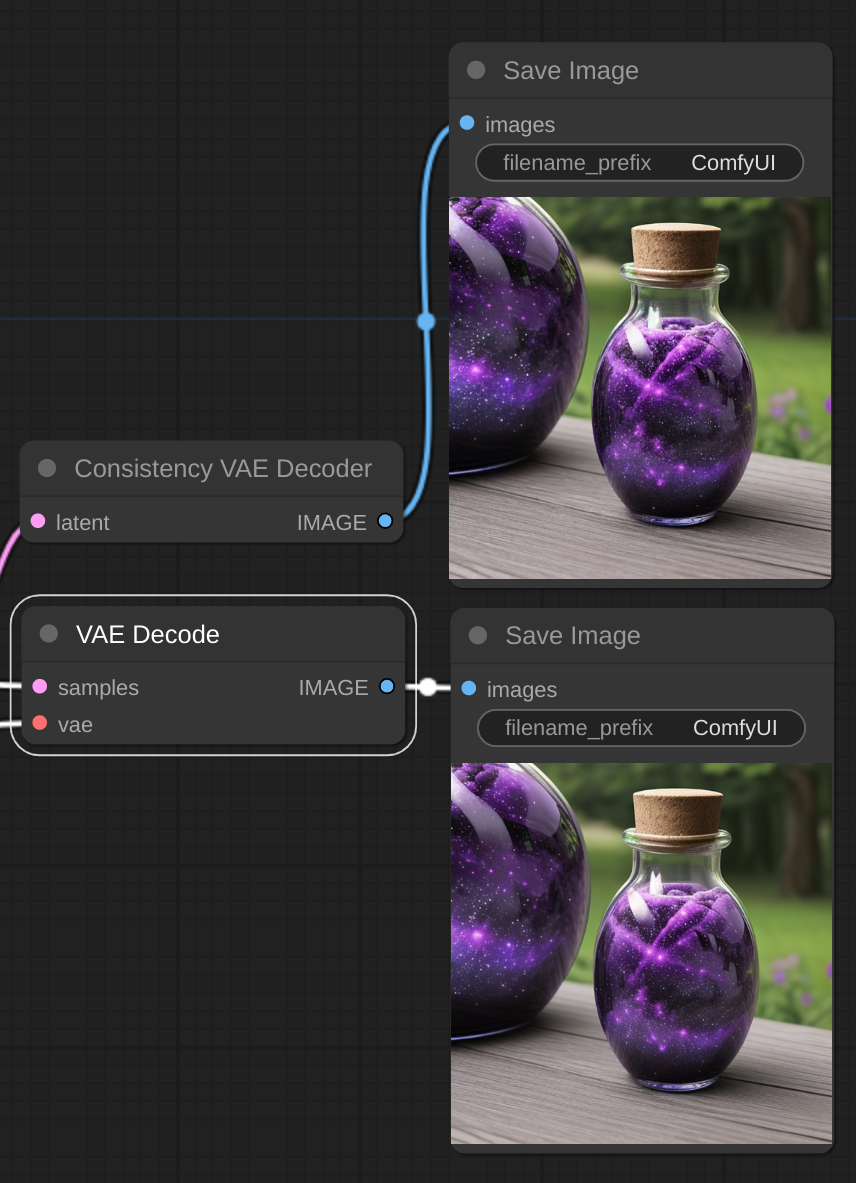 Save Image
images
filename_prefix ComfyUI
Consistency VAE Decoder
latent IMAGE
VAE Decode
samples IMAGE
vae
Save Image
images
filename_prefix ComfyUI